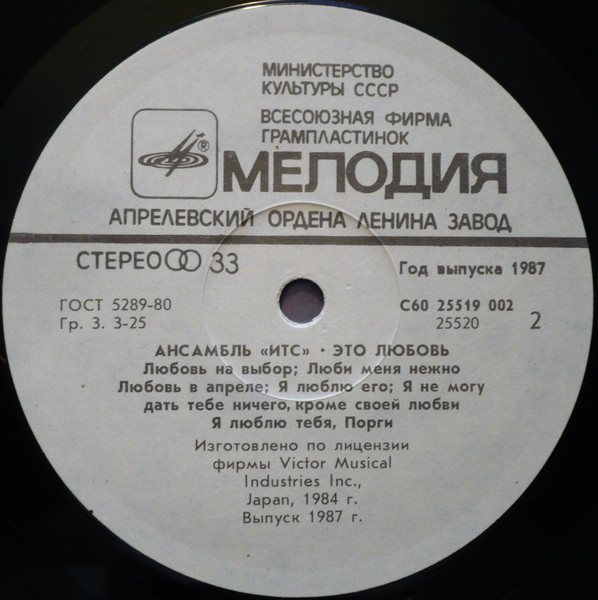 МИНИСТЕРСТВО
КУЛЬТУРЫ СССР
ВСЕСОЮЗНАЯ ФИРМА
ГРАМПЛАСТИНОК
®
МЕЛОДИЯ
АПРЕЛЕВСКИЙ ОРДЕНА ЛЕНИНА ЗАВОД
СТЕРЕО 33
Год выпуска 1987
ГОСТ 5289-80
С60 25519 002
Гр. 3. 3-25
25520 2
АНСАМБЛЬ «ИТС» · ЭТО ЛЮБОВЬ
Любовь на выбор; Люби меня нежно
Любовь в апреле; Я люблю его; Я не могу
дать тебе ничего, кроме своей любви
Я люблю тебя, Порги
Изготовлено по лицензии
фирмы Victor Musical
Industries Inc.,
Japan, 1984 г.
Выпуск 1987 г.